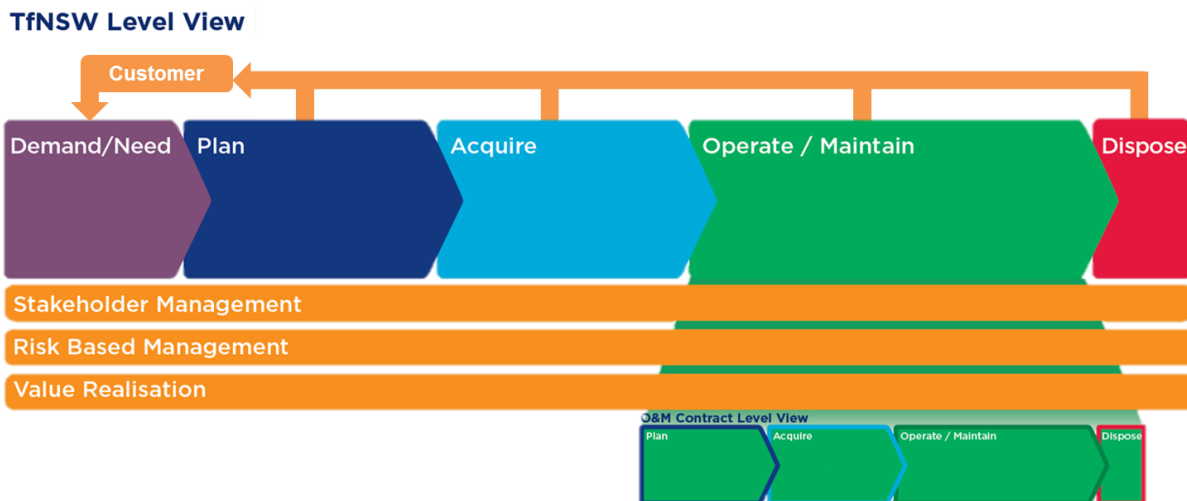 TfNSW Level View
Customer
Demand/Need
Plan
Acquire
Operate / Maintain
Dispose
Stakeholder Management
Risk Based Management
Value Realisation
O&M Contract Level View
Plan
Acquire
Operate / Maintain
Dispose